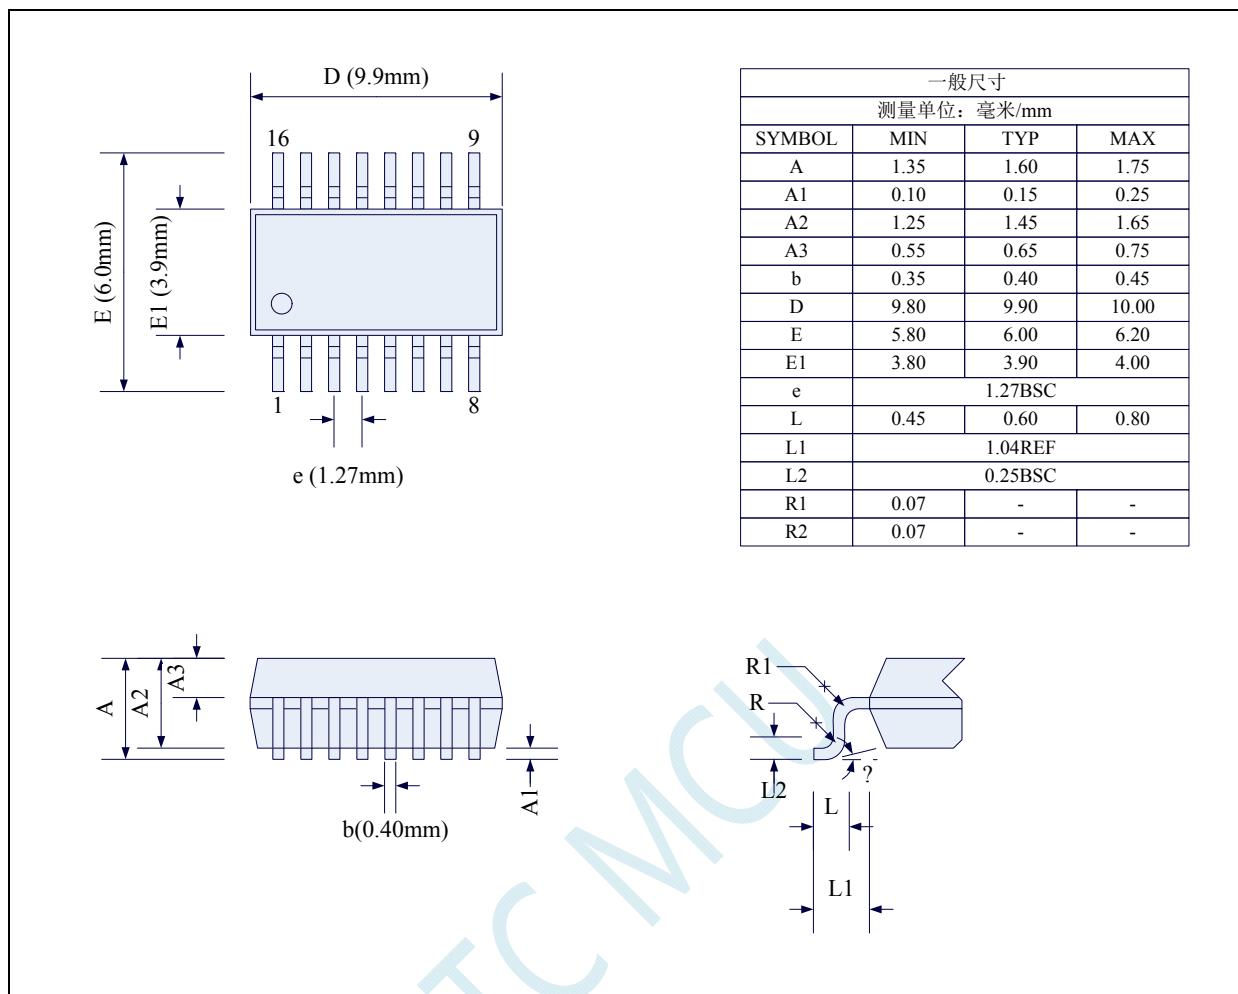 D (9.9mm)
16
9
E (6.0mm)
E1 (3.9mm)
1
8
e (1.27mm)
一般尺寸
测量单位：毫米/mm
SYMBOL MIN TYP MAX
A 1.35 1.60 1.75
A1 0.10 0.15 0.25
A2 1.25 1.45 1.65
A3 0.55 0.65 0.75
b 0.35 0.40 0.45
D 9.80 9.90 10.00
E 5.80 6.00 6.20
E1 3.80 3.90 4.00
e 1.27BSC
L 0.45 0.60 0.80
L1 1.04REF
L2 0.25BSC
R1 0.07 - -
R2 0.07 - -
A
A2
A3
A1
b(0.40mm)
R1
R
L2
L
?
L1
TC MCU